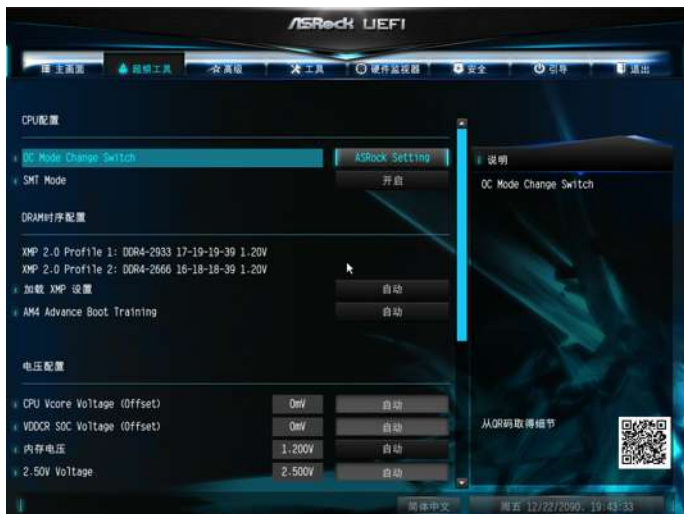 ASRock UEFI
主画面 超频工具 高级 工具 硬件监视器 安全 引导 退出
CPU配置
OC Mode Change Switch ASRock Setting
SMT Mode 开启
DRAM时序配置
XMP 2.0 Profile 1: DDR4-2933 17-19-19-39 1.20V
XMP 2.0 Profile 2: DDR4-2666 16-18-18-39 1.20V
加载 XMP 设置 自动
AM4 Advance Boot Training 自动
电压配置
CPU Vcore Voltage (Offset) 0mV 自动
VDDCR SOC Voltage (Offset) 0mV 自动
内存电压 1.200V 自动
2.50V Voltage 2.500V 自动
说明
OC Mode Change Switch
从QR码取得细节
简体中文 周五 12/22/2090. 19:43:33